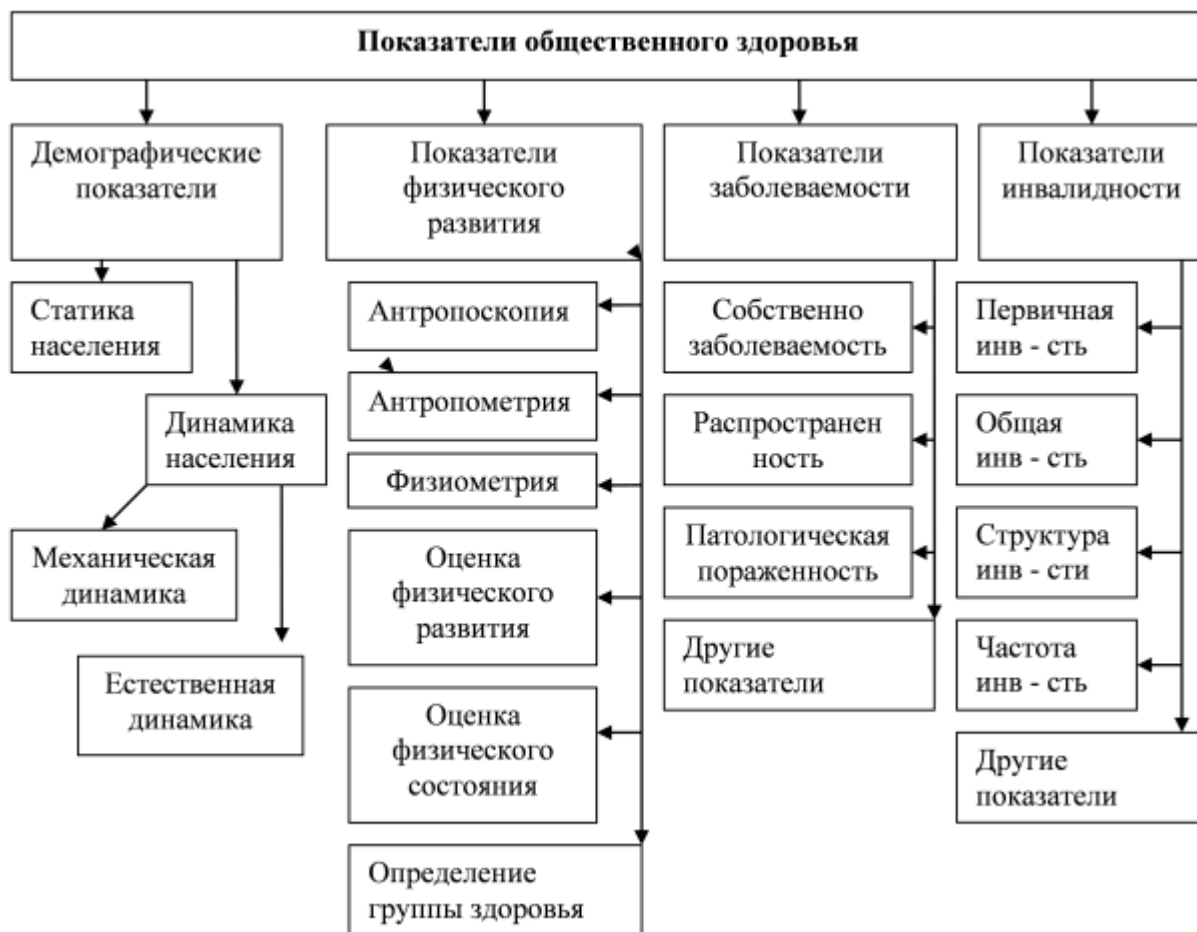 Показатели общественного здоровья
Демографические
показатели
Статика
населения
Динамика
населения
Механическая
динамика
Естественная
динамика
Показатели
физического
развития
Антропоскопия
Антропометрия
Физиометрия
Оценка
физического
развития
Оценка
физического
состояния
Определение
группы здоровья
Показатели
заболеваемости
Собственно
заболеваемость
Распространен
ность
Патологическая
пораженность
Другие
показатели
Показатели
инвалидности
Первичная
инв - сть
Общая
инв - сть
Структура
инв - сти
Частота
инв - сть
Другие
показатели